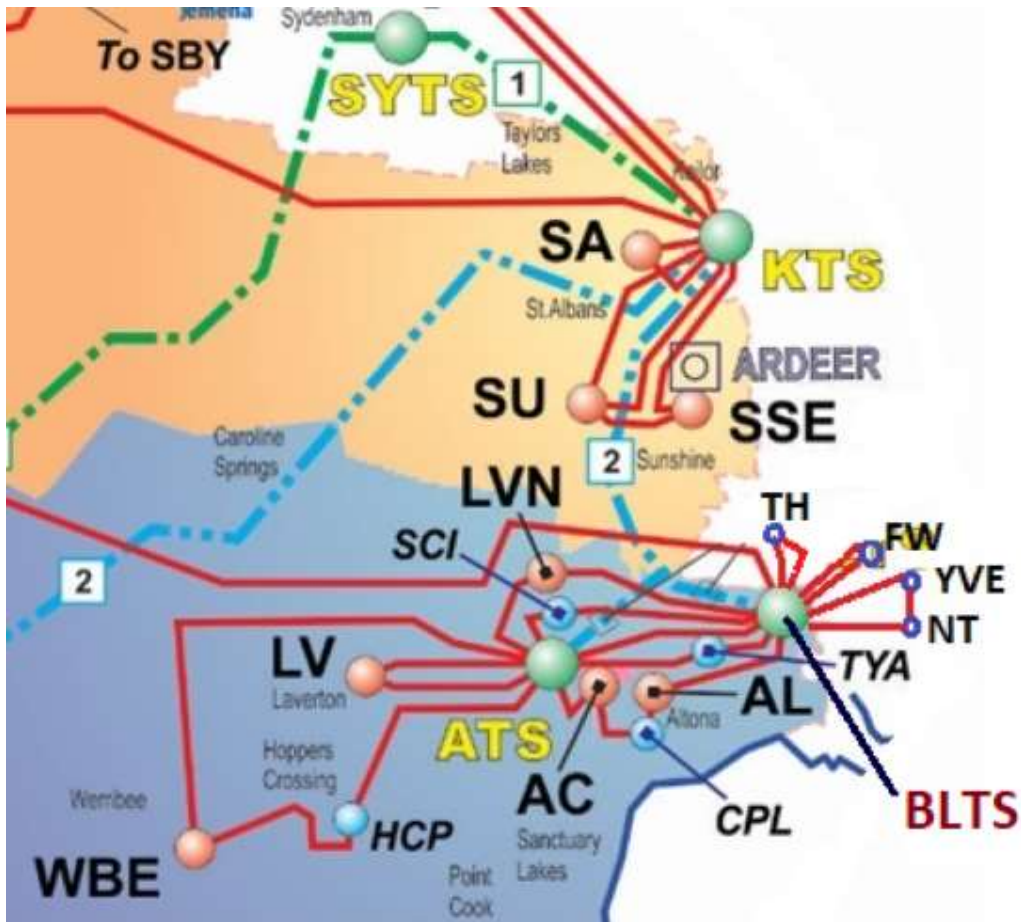 Jemena
Sydenham
To SBY
SYTS
1
Taylors
Lakes
Keilor
SA
KTS
St.Albans
ARDEER
SU
SSE
Caroline
Springs
2
Sunshine
LVN
TH
SCI
FW
2
YVE
NT
LV
Laverton
TYA
AL
Altona
ATS
Hoppers
Crossing
AC
Werribee
HCP
CPL
BLTS
Sanctuary
Lakes
WBE
Point
Cook